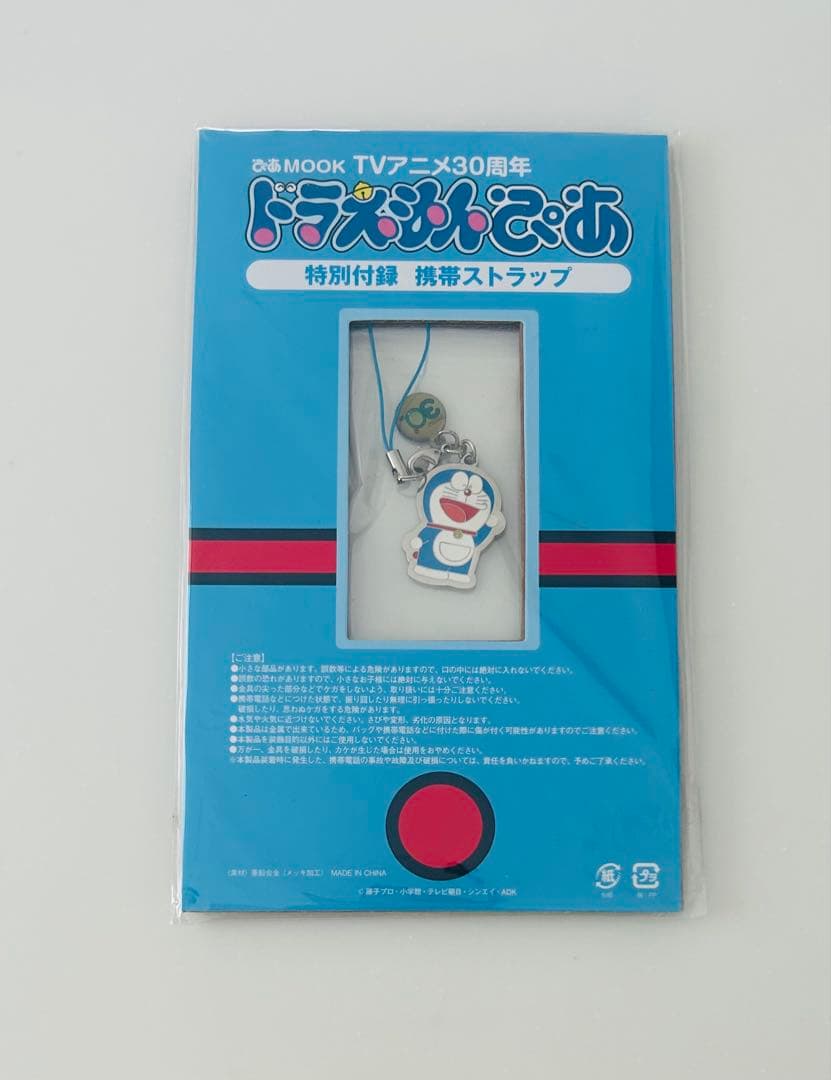 ぴあMOOK TVアニメ30周年
ドラえもんぴあ
特別付録 携帯ストラップ
30
【ご注意】
●小さな部品があります。誤飲等による危険がありますので、口の中には絶対に入れないでください。
●誤飲の恐れがありますので、小さなお子様には絶対に与えないでください。
●金具の尖った部分などでケガをしないよう、取り扱いには十分ご注意ください。
●携帯電話などにつけた状態で、振り回したり無理に引っ張ったりしないでください。
破損したり、思わぬケガをする危険があります。
●水気や火気に近づけないでください。さびや変形、劣化の原因となります。
●本製品は金属で出来ているため、バッグや携帯電話などに付けた際に傷が付く可能性がありますのでご注意ください。
●本製品を装飾目的以外にはご使用しないでください。
●万が一、金具を破損したり、カケが生じた場合は使用をおやめください。
※本製品装着時に発生した、携帯電話の事故や故障及び破損については、責任を負いかねますので、予めご了承ください。
〈素材〉亜鉛合金（メッキ加工） MADE IN CHINA
紙
プラ
© 藤子プロ・小学館・テレビ朝日・シンエイ・ADK